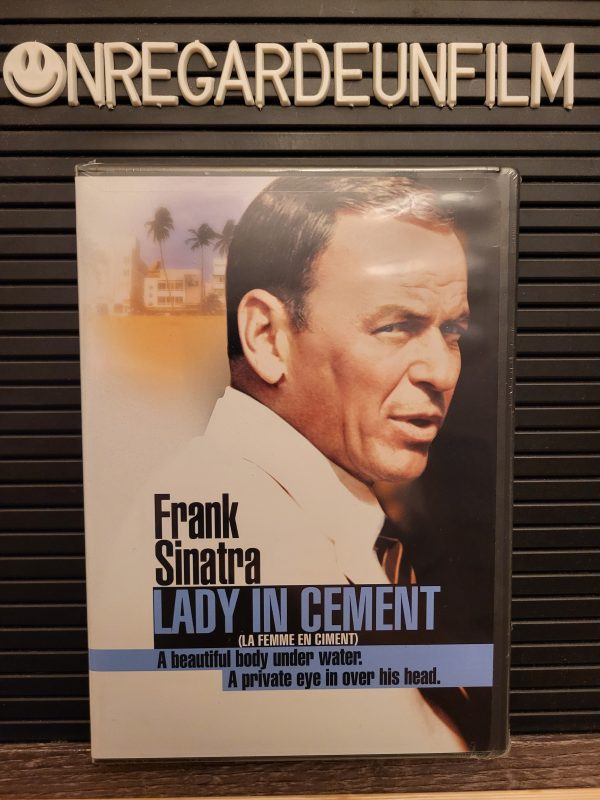 ONREGARDEUNFILM
Frank
Sinatra
LADY IN CEMENT
(LA FEMME EN CIMENT)
A beautiful body under water.
A private eye in over his head.